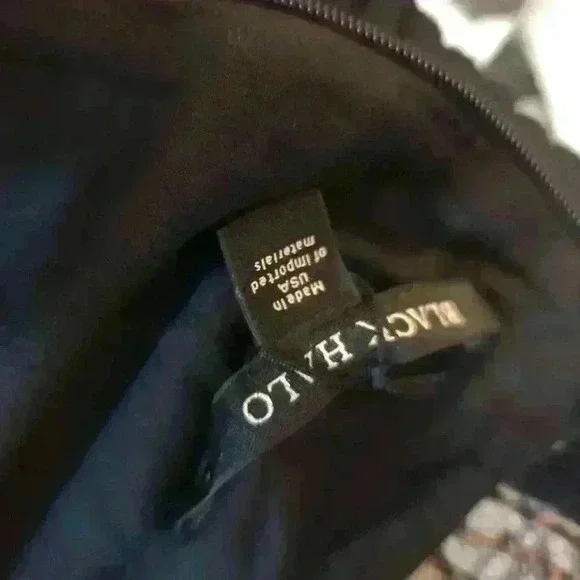 BLACK HALO
Made in
USA
of imported
materials